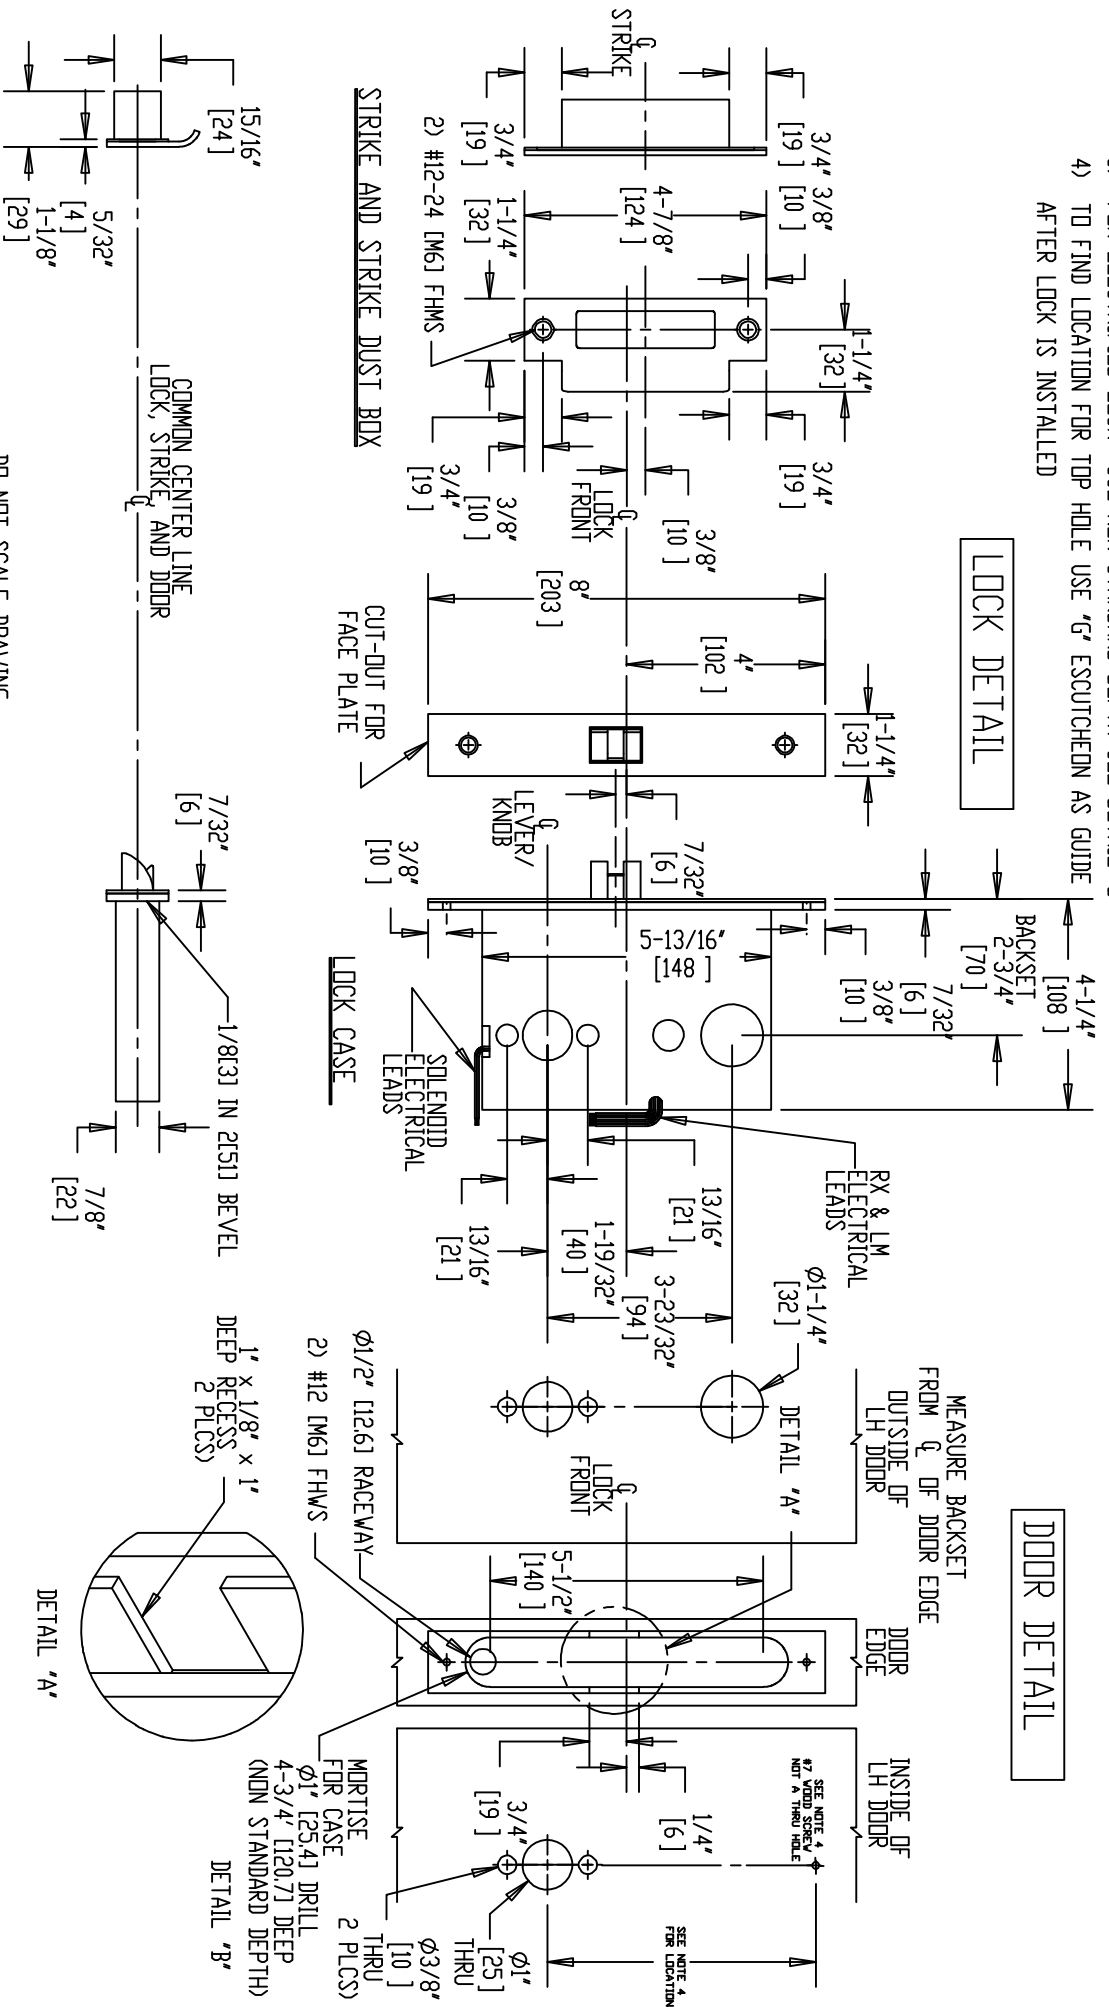 4) TO FIND LOCATION FOR TOP HOLE USE "G" ESCUTCHEON AS GUIDE
AFTER LOCK IS INSTALLED
LOCK DETAIL
DOOR DETAIL
STRIKE
℄
3/4"
[19 ]
3/8"
[10 ]
4-7/8"
[124 ]
3/4"
[19 ]
1-1/4"
[32 ]
2) #12-24 [M6] FHMS
STRIKE AND STRIKE DUST BOX
1-1/4"
[32 ]
3/4"
[19 ]
3/8"
[10 ]
℄
LOCK
FRONT
3/8"
[10 ]
3/4"
[19 ]
8"
[203 ]
4"
[102 ]
1-1/4"
[32 ]
CUT-OUT FOR
FACE PLATE
7/32"
[6 ]
℄
LEVER/
KNOB
3/8"
[10 ]
4-1/4"
[108 ]
BACKSET
2-3/4"
[70 ]
7/32"
[6 ]
3/8"
[10 ]
5-13/16"
[148 ]
LOCK CASE
SOLENOID
ELECTRICAL
LEADS
RX & LM
ELECTRICAL
LEADS
13/16"
[21 ]
1-19/32"
[40 ]
13/16"
[21 ]
3-23/32"
[94 ]
Ø1-1/4"
[32 ]
MEASURE BACKSET
FROM ℄ OF DOOR EDGE
OUTSIDE OF
LH DOOR
DETAIL "A"
℄
LOCK
FRONT
DOOR
EDGE
5-1/2"
[140 ]
Ø1/2" [12.6] RACEWAY
2) #12 [M6] FHWS
1" x 1/8" x 1"
DEEP RECESS
2 PLCS)
DETAIL "A"
INSIDE OF
LH DOOR
SEE NOTE 4
#7 WOOD SCREW
NOT A THRU HOLE
SEE NOTE 4
FOR LOCATION
1/4"
[6 ]
3/4"
[19 ]
MORTISE
FOR CASE
Ø1" [25.4] DRILL
4-3/4' [120.7] DEEP
(NON STANDARD DEPTH)
DETAIL "B"
Ø1"
[25 ]
THRU
Ø3/8"
[10 ]
THRU
2 PLCS)
15/16"
[24 ]
5/32"
[4 ]
1-1/8"
[29 ]
COMMON CENTER LINE
LOCK, STRIKE, AND DOOR
℄
7/32"
[6 ]
1/8[3] IN 2[51] BEVEL
7/8"
[22 ]
DO NOT SCALE DRAWING